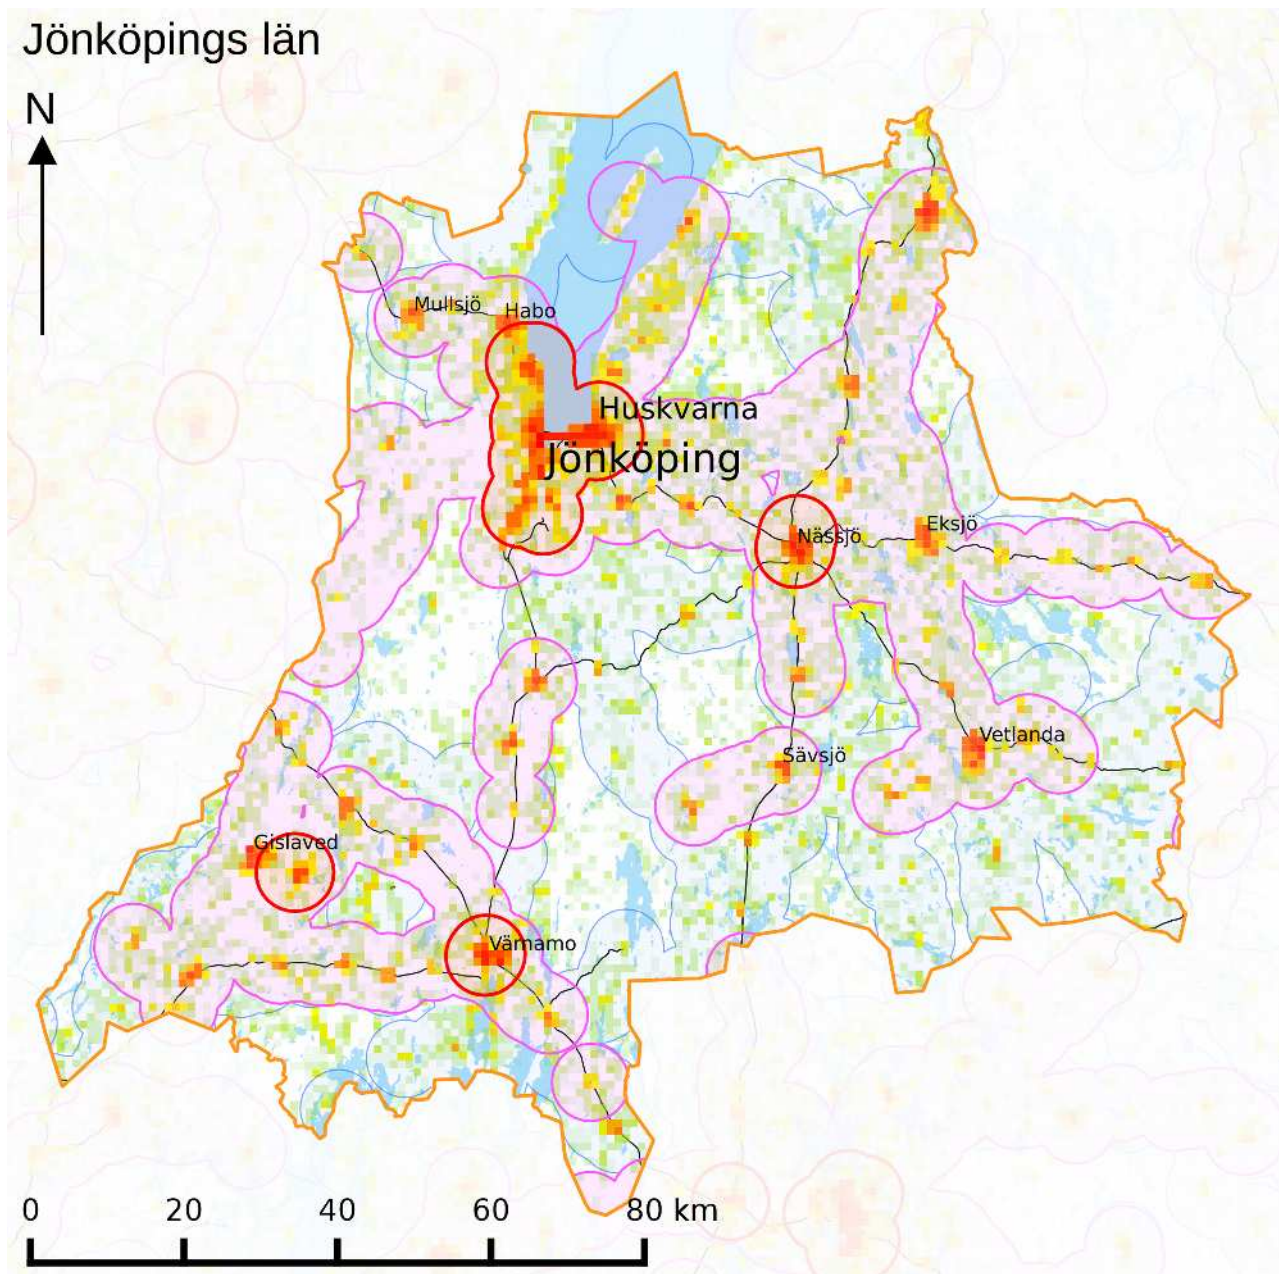 Jönköpings län
N
Mullsjö
Habo
Huskvarna
Jönköping
Eksjö
Nässjö
Vetlanda
Sävsjö
Gislaved
Värnamo
0 20 40 60 80 km